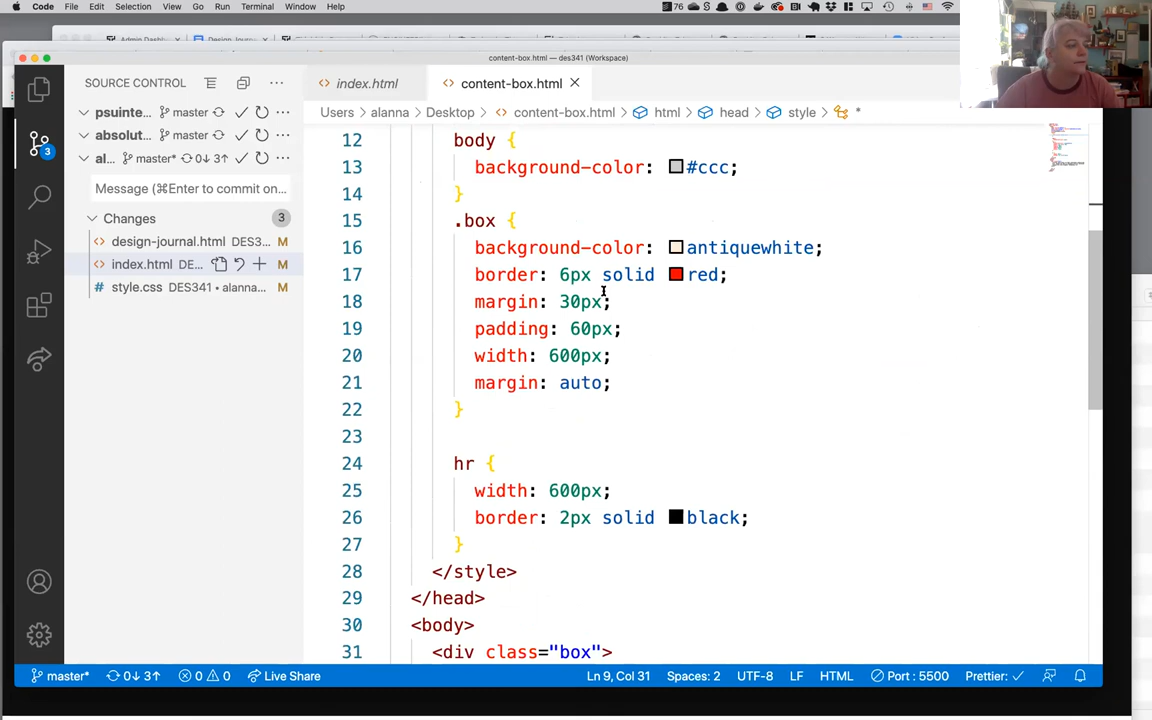 Code File Edit Selection View Go Run Terminal Window Help
76
content-box.html — des341 (Workspace)
SOURCE CONTROL
index.html
content-box.html
Users > alanna > Desktop > content-box.html > html > head > style > *
psuinte... master
absolut... master
al... master* 0↓ 3↑
Message (⌘Enter to commit on...
Changes 3
design-journal.html DES3... M
index.html DE... M
style.css DES341 • alanna... M
3
12 body {
13 background-color: #ccc;
14 }
15 .box {
16 background-color: antiquewhite;
17 border: 6px solid red;
18 margin: 30px;
19 padding: 60px;
20 width: 600px;
21 margin: auto;
22 }
23
24 hr {
25 width: 600px;
26 border: 2px solid black;
27 }
28 </style>
29 </head>
30 <body>
31 <div class="box">
master* 0↓ 3↑ 0 0 Live Share Ln 9, Col 31 Spaces: 2 UTF-8 LF HTML Port : 5500 Prettier: ✓